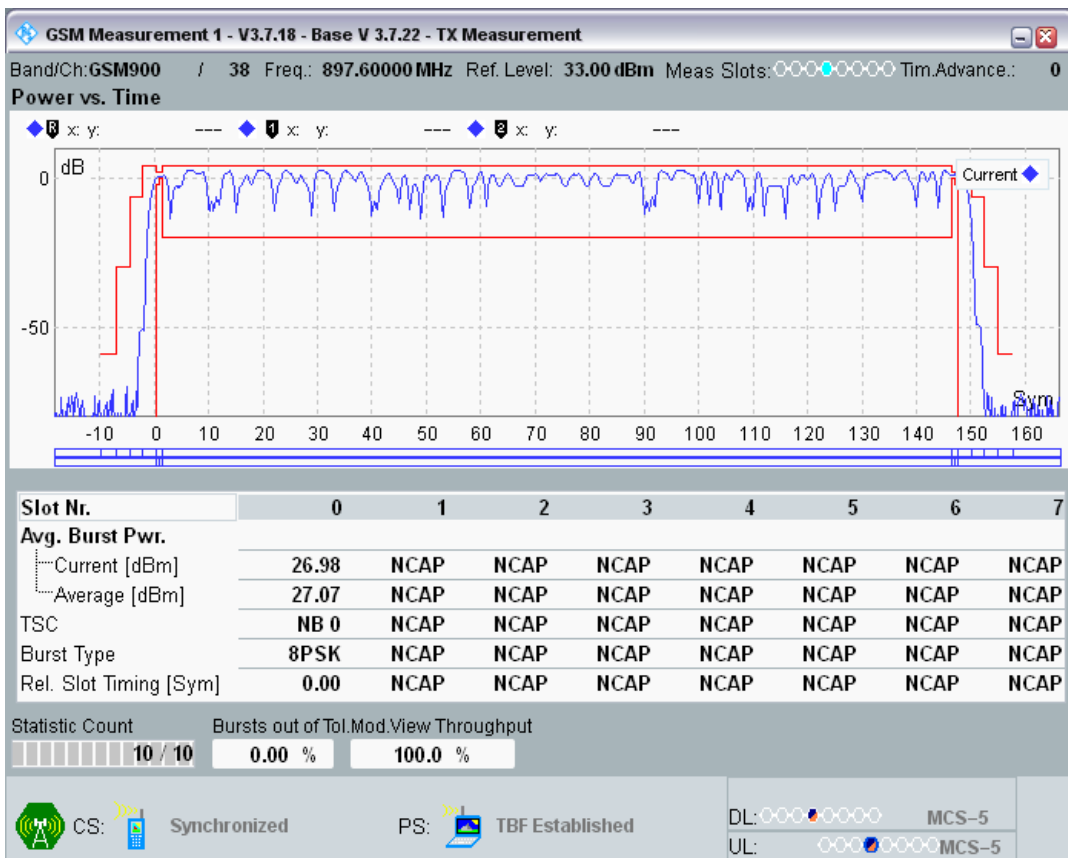 GSM Measurement 1 - V3.7.18 - Base V 3.7.22 - TX Measurement
Band/Ch:GSM900 / 38 Freq.: 897.60000 MHz Ref. Level: 33.00 dBm Meas Slots: Tim.Advance.: 0
Power vs. Time
R x: y: --- 1 x: y: --- 2 x: y: ---
dB
Current
0
-50
Sym
-10 0 10 20 30 40 50 60 70 80 90 100 110 120 130 140 150 160
Slot Nr. 0 1 2 3 4 5 6 7
Avg. Burst Pwr.
Current [dBm] 26.98 NCAP NCAP NCAP NCAP NCAP NCAP NCAP
Average [dBm] 27.07 NCAP NCAP NCAP NCAP NCAP NCAP NCAP
TSC NB 0 NCAP NCAP NCAP NCAP NCAP NCAP NCAP
Burst Type 8PSK NCAP NCAP NCAP NCAP NCAP NCAP NCAP
Rel. Slot Timing [Sym] 0.00 NCAP NCAP NCAP NCAP NCAP NCAP NCAP
Statistic Count Bursts out of Tol.Mod.View Throughput
10 / 10 0.00 % 100.0 %
CS: Synchronized PS: TBF Established
DL: MCS-5
UL: MCS-5